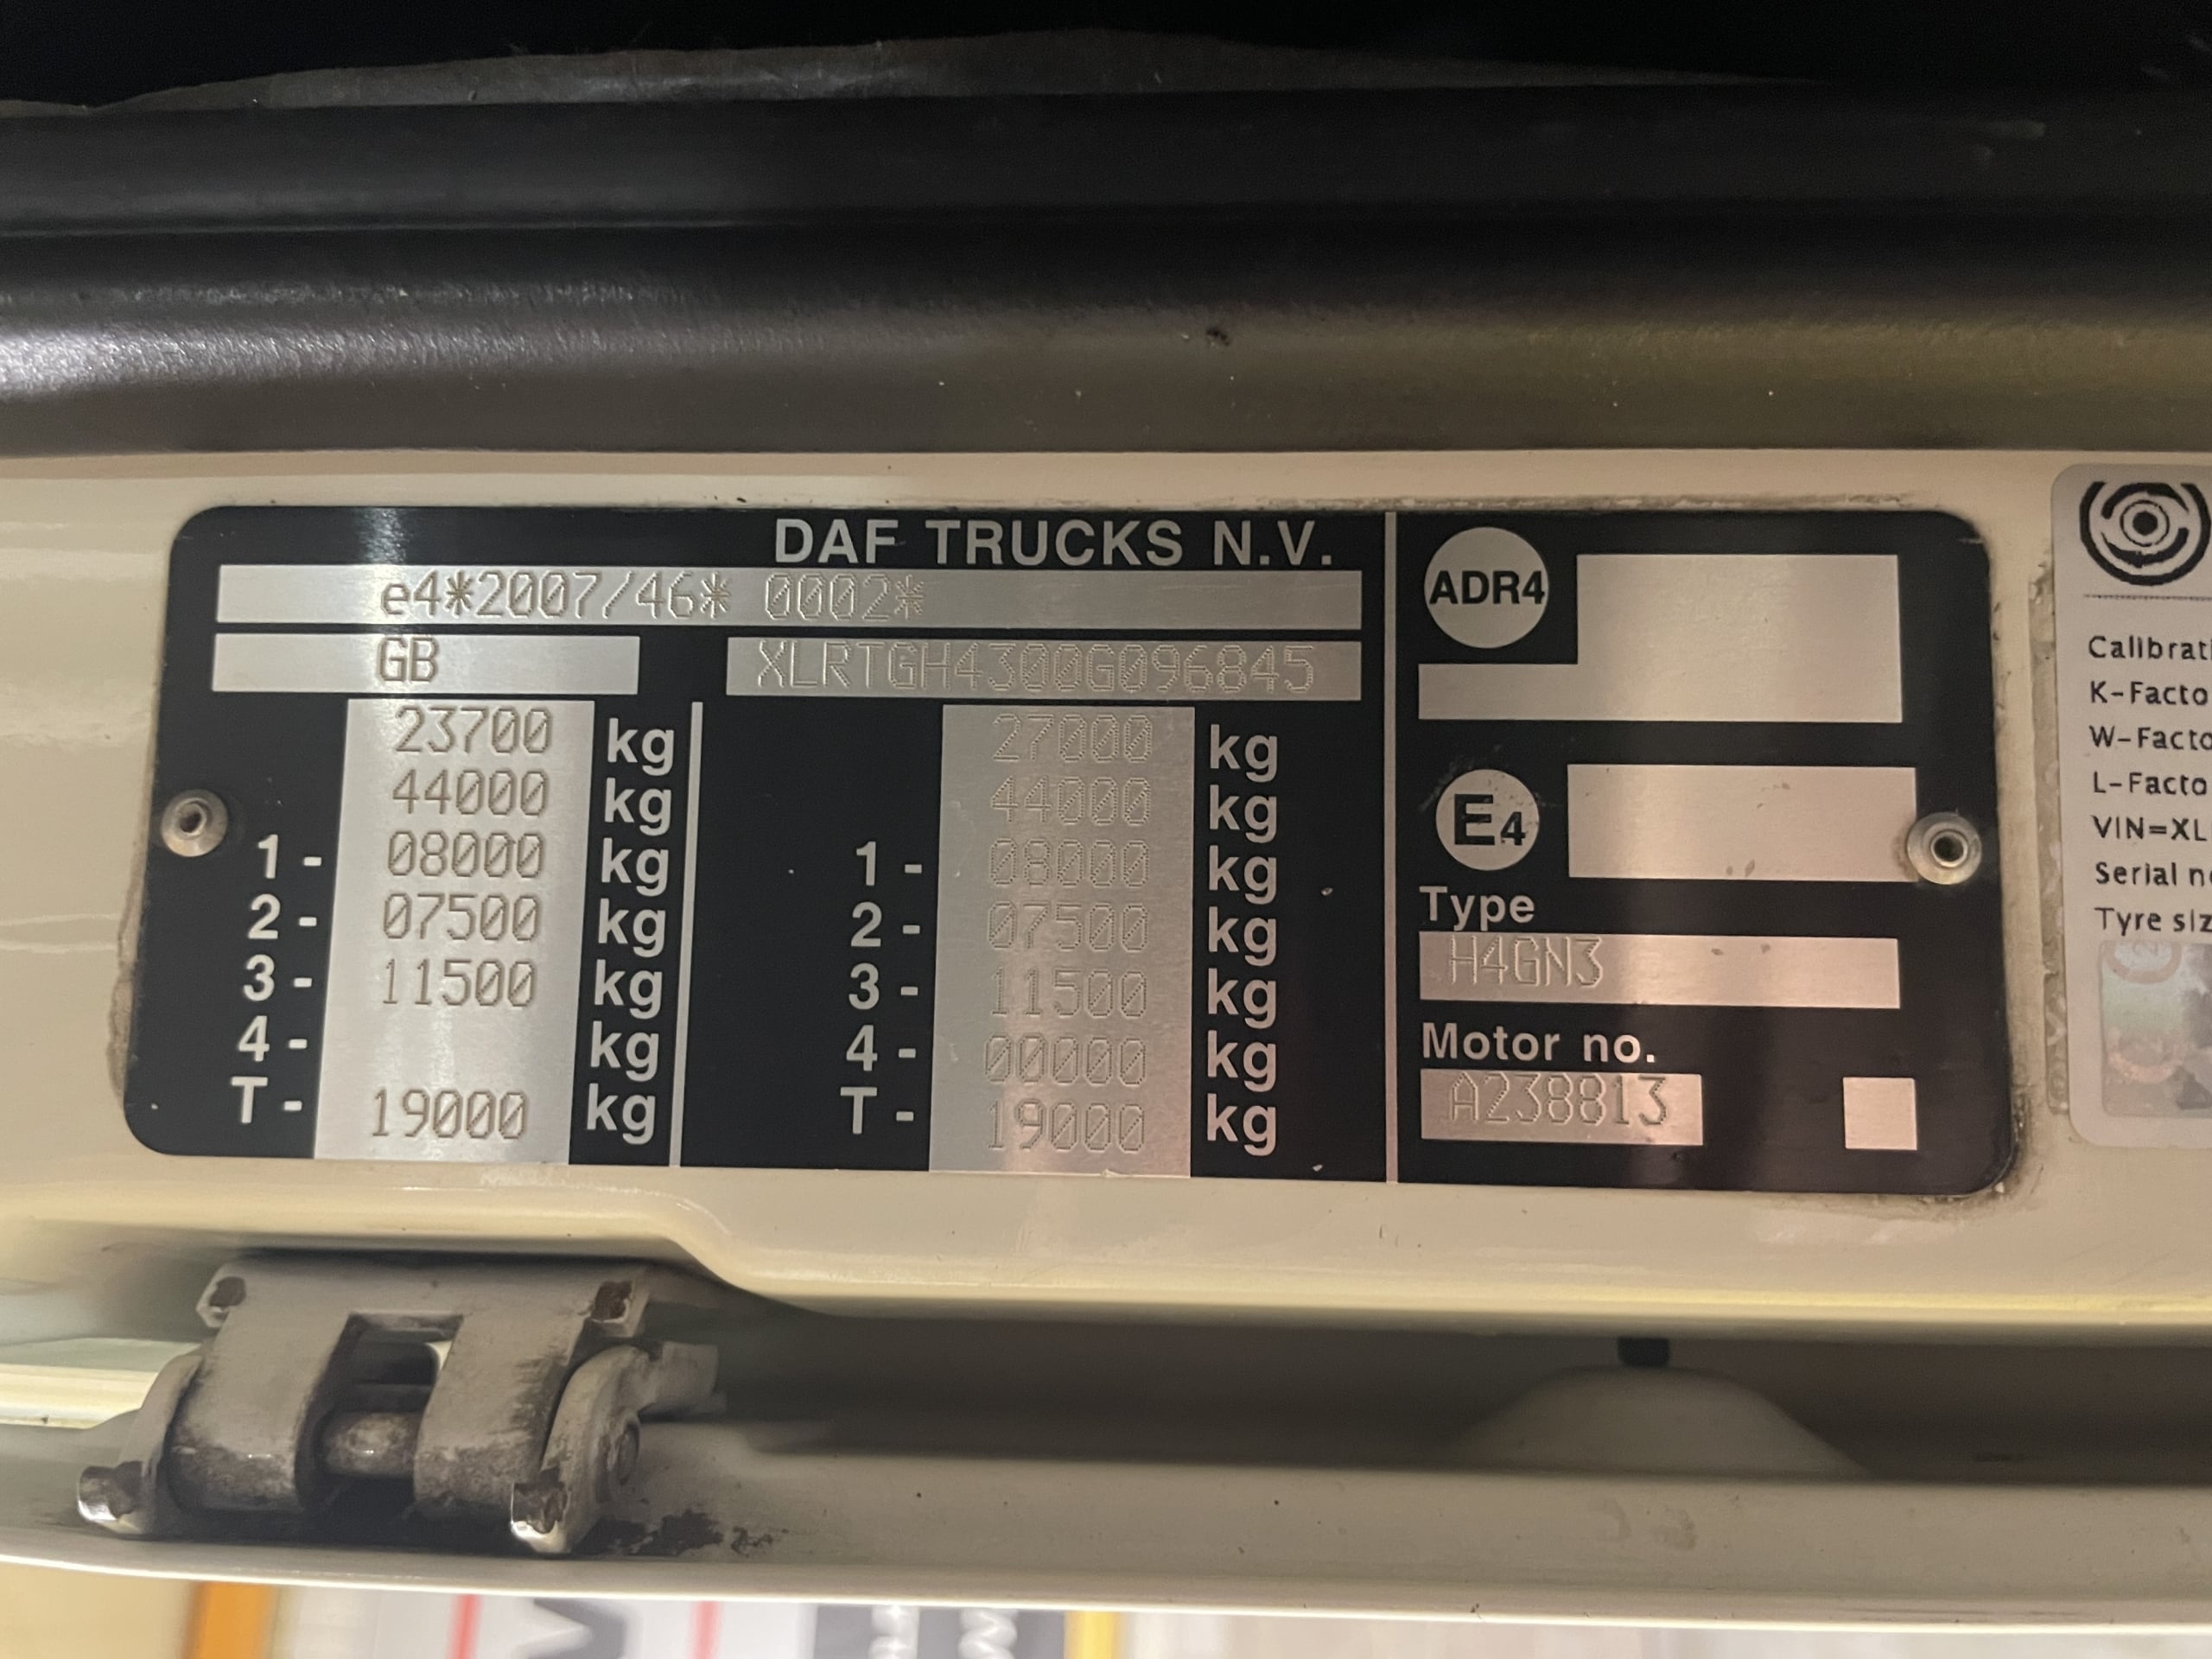 DAF TRUCKS N.V.
e4*2007/46* 0002*
GB XLRTGH4300G096845
23700 kg 27000 kg
44000 kg 44000 kg
1 - 08000 kg 1 - 08000 kg
2 - 07500 kg 2 - 07500 kg
3 - 11500 kg 3 - 11500 kg
4 - kg 4 - 00000 kg
T - 19000 kg T - 19000 kg
ADR4
E4
Type
H4GN3
Motor no.
A238813
Calibrat
K-Facto
W-Facto
L-Facto
VIN=XL
Serial n
Tyre siz